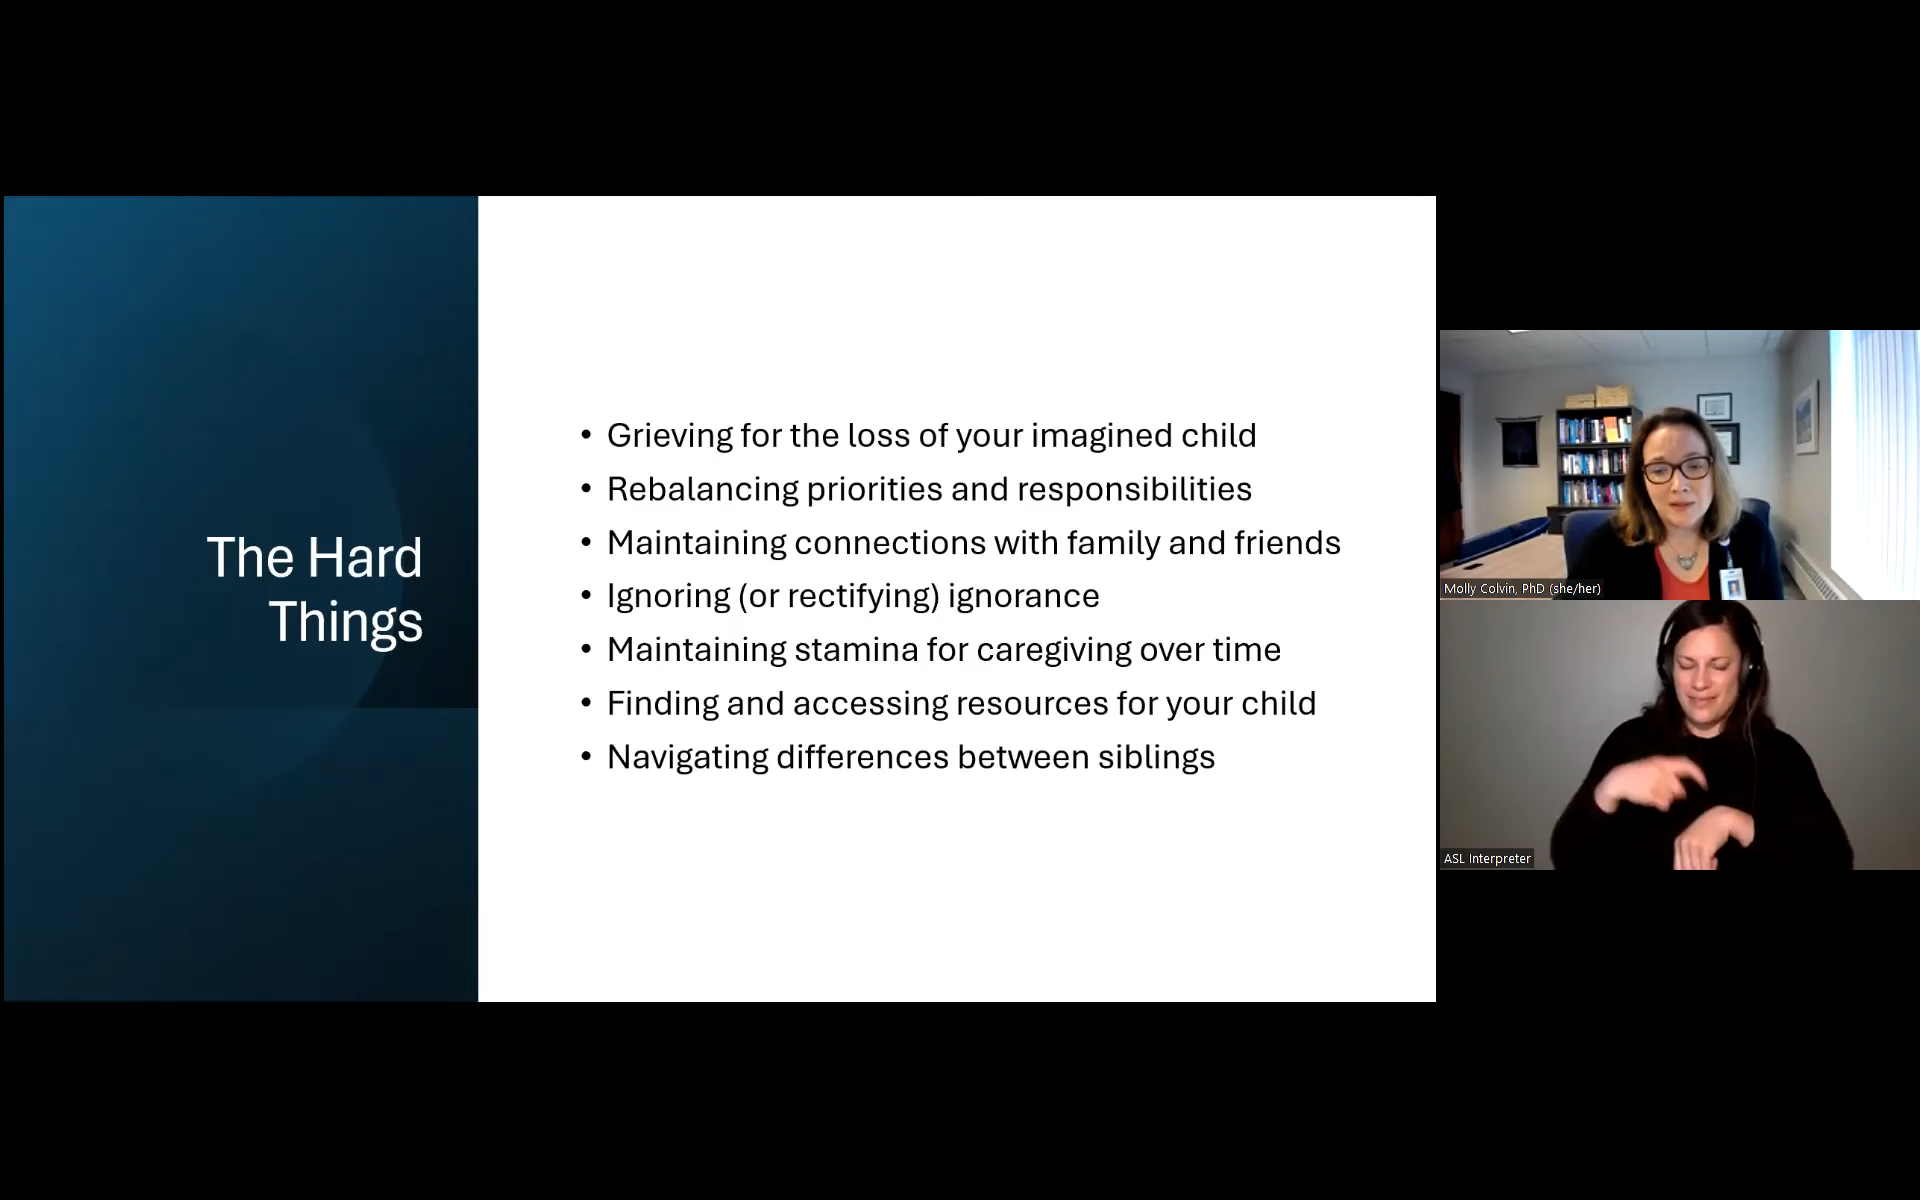 The Hard
Things
• Grieving for the loss of your imagined child
• Rebalancing priorities and responsibilities
• Maintaining connections with family and friends
• Ignoring (or rectifying) ignorance
• Maintaining stamina for caregiving over time
• Finding and accessing resources for your child
• Navigating differences between siblings
Molly Colvin, PhD (she/her)
ASL Interpreter